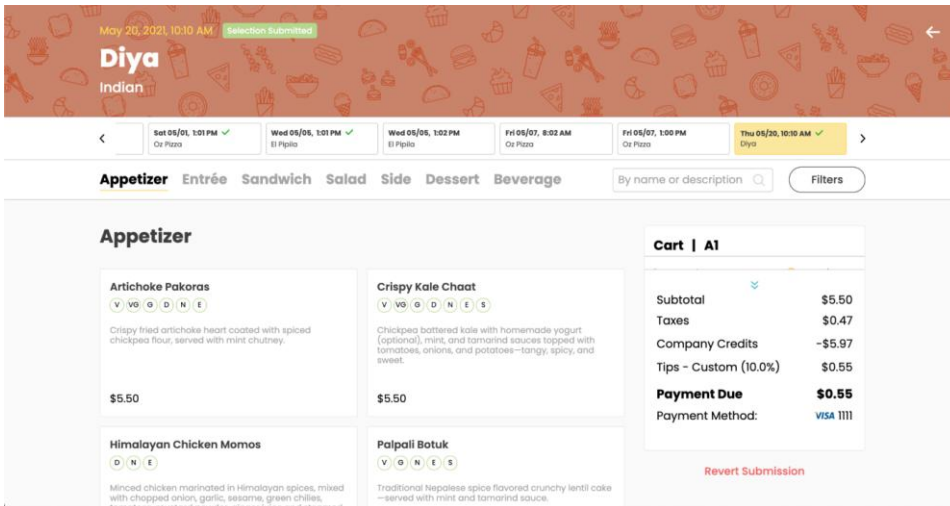 May 20, 2021, 10:10 AM Selection Submitted
Diya
Indian
Sat 05/01, 1:01 PM
Oz Pizza
Wed 05/05, 1:01 PM
El Pipila
Wed 05/05, 1:02 PM
El Pipila
Fri 05/07, 8:02 AM
Oz Pizza
Fri 05/07, 1:00 PM
Oz Pizza
Thu 05/20, 10:10 AM
Diya
Appetizer Entrée Sandwich Salad Side Dessert Beverage
By name or description
Filters
Appetizer
Artichoke Pakoras
V VG G D N E
Crispy fried artichoke heart coated with spiced
chickpea flour, served with mint chutney.
$5.50
Crispy Kale Chaat
V VG G D N E S
Chickpea battered kale with homemade yogurt
(optional), mint, and tamarind sauces topped with
tomatoes, onions, and potatoes—tangy, spicy, and
sweet.
$5.50
Himalayan Chicken Momos
D N E
Minced chicken marinated in Himalayan spices, mixed
with chopped onion, garlic, sesame, green chilies,
Palpali Botuk
V G N E S
Traditional Nepalese spice flavored crunchy lentil cake
—served with mint and tamarind sauce.
Cart | A1
Subtotal $5.50
Taxes $0.47
Company Credits -$5.97
Tips - Custom (10.0%) $0.55
Payment Due $0.55
Payment Method: VISA 1111
Revert Submission